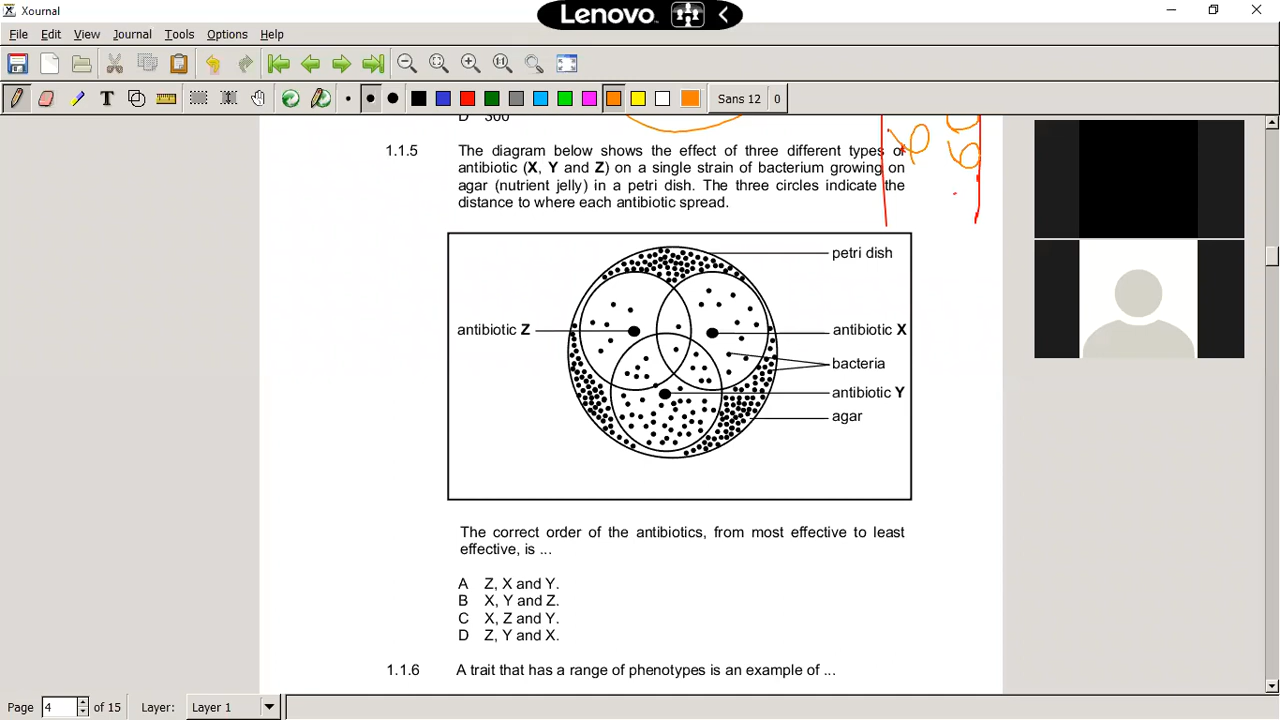 Xournal
Lenovo
File Edit View Journal Tools Options Help
T Sans 12 0
D 300
1.1.5 The diagram below shows the effect of three different types of
antibiotic (X, Y and Z) on a single strain of bacterium growing on
agar (nutrient jelly) in a petri dish. The three circles indicate the
distance to where each antibiotic spread.
petri dish
antibiotic Z
antibiotic X
bacteria
antibiotic Y
agar
The correct order of the antibiotics, from most effective to least
effective, is ...
A Z, X and Y.
B X, Y and Z.
C X, Z and Y.
D Z, Y and X.
1.1.6 A trait that has a range of phenotypes is an example of ...
Page 4 of 15 Layer: Layer 1